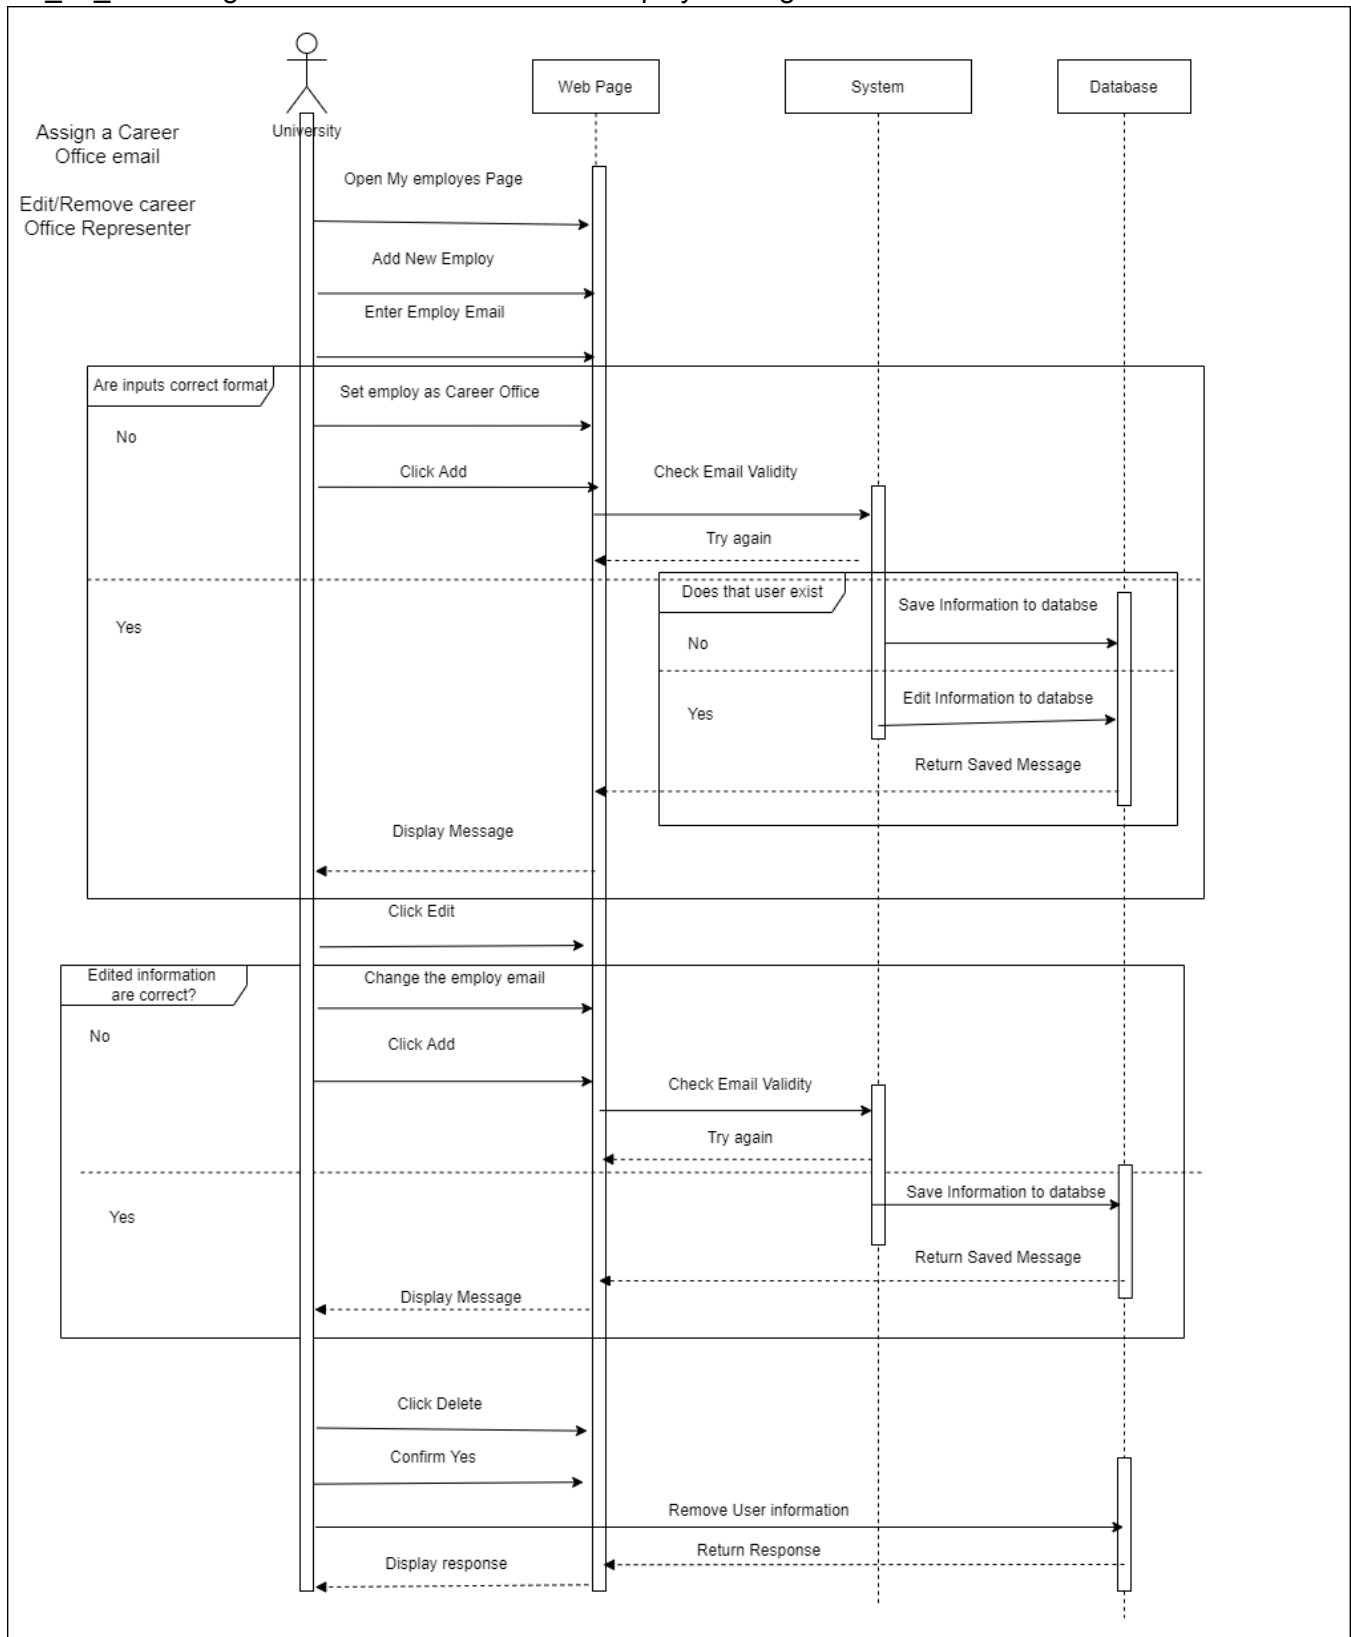 Web Page
System
Database
University
Assign a Career
Office email
Open My employes Page
Edit/Remove career
Office Representer
Add New Employ
Enter Employ Email
Are inputs correct format
Set employ as Career Office
No
Click Add
Check Email Validity
Try again
Does that user exist
Save Information to databse
Yes
No
Edit Information to databse
Yes
Return Saved Message
Display Message
Click Edit
Edited information
are correct?
Change the employ email
No
Click Add
Check Email Validity
Try again
Save Information to databse
Yes
Return Saved Message
Display Message
Click Delete
Confirm Yes
Remove User information
Return Response
Display response